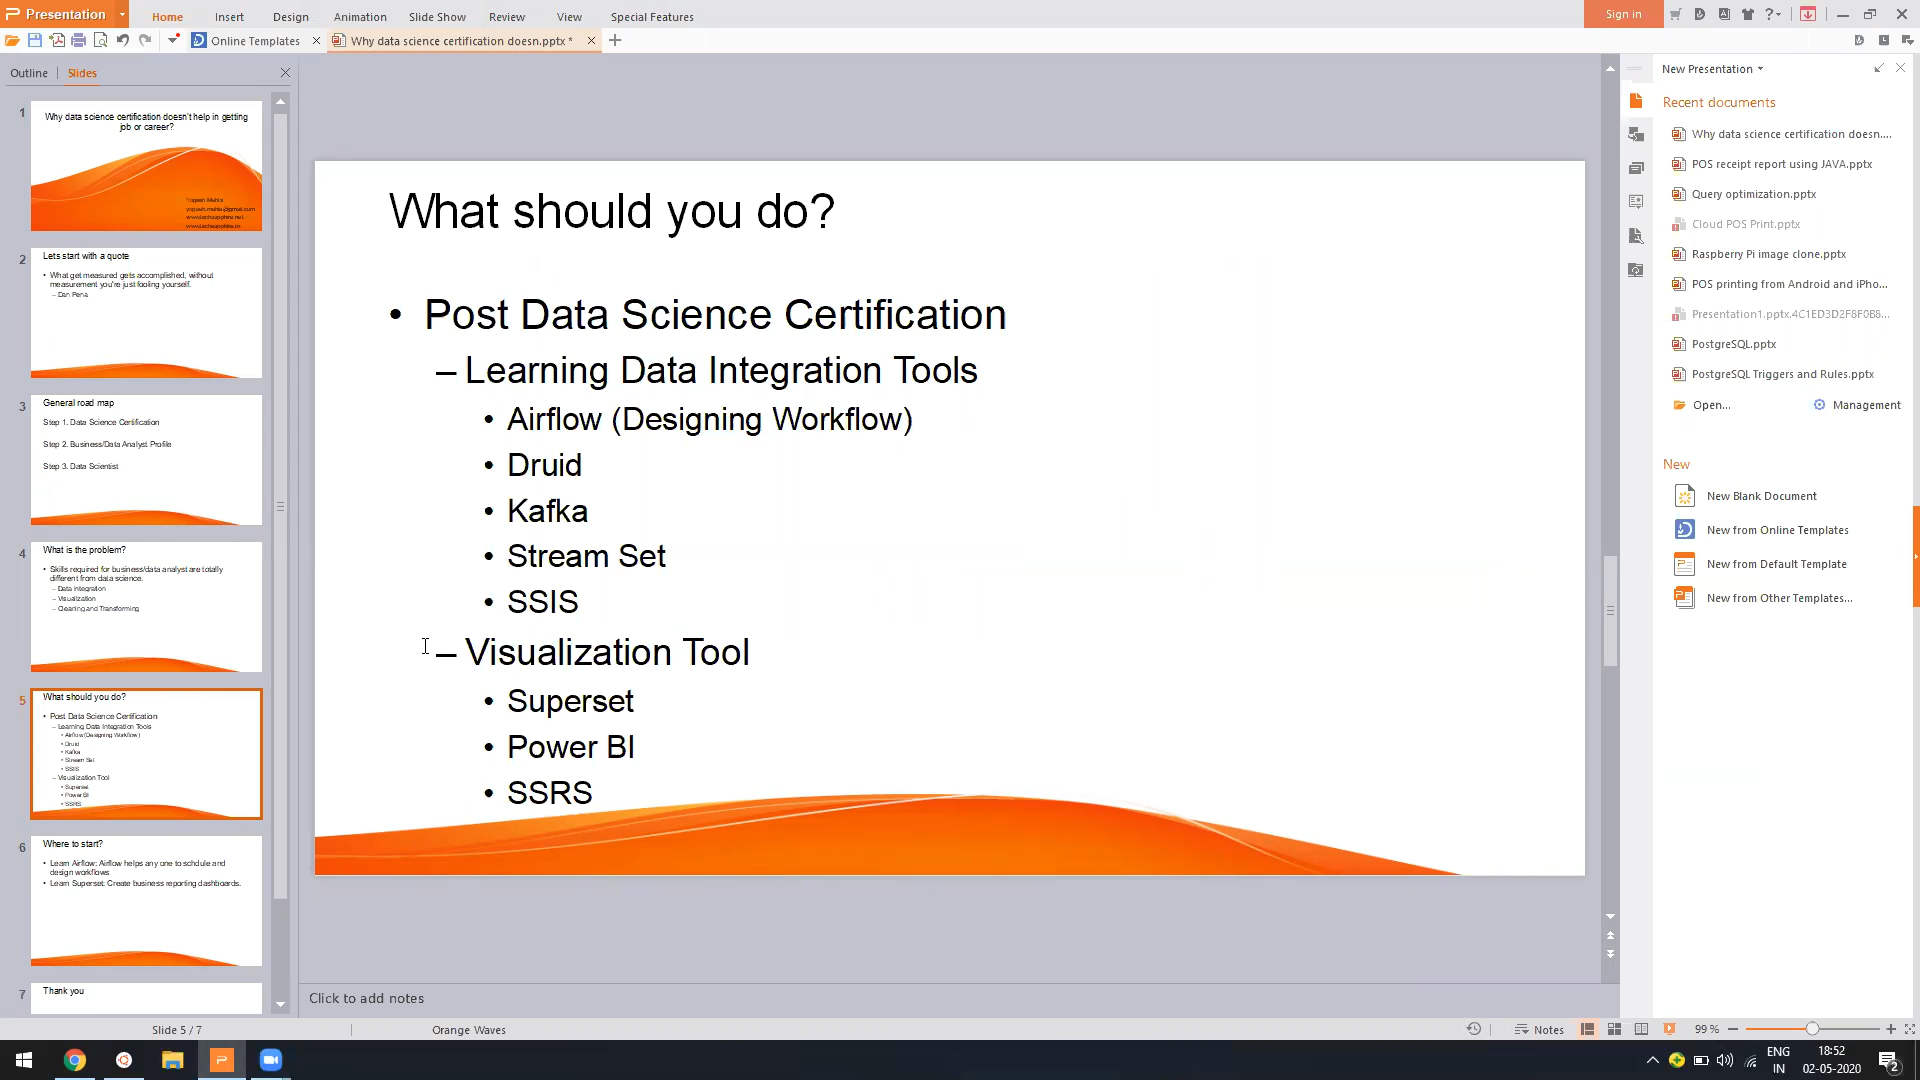 Presentation
Home
Insert
Design
Animation
Slide Show
Review
View
Special Features
Sign in
Online Templates
Why data science certification doesn.pptx *
Outline
Slides
1
Why data science certification doesn't help in getting
job or career?
Yogesh Mehla
2
Lets start with a quote
• What get measured gets accomplished, without
measurement you're just fooling yourself.
– Dan Pena
3
General road map
Step 1. Data Science Certification
Step 2. Business/Data Analyst Profile
Step 3. Data Scientist
4
What is the problem?
• Skills required for business/data analyst are totally
different from data science.
– Data integration
– Visualization
– Cleaning and Transforming
5
What should you do?
• Post Data Science Certification
– Learning Data Integration Tools
• Airflow (Designing Workflow)
• Druid
• Kafka
• Stream Set
• SSIS
– Visualization Tool
• Superset
• Power BI
• SSRS
6
Where to start?
• Learn Airflow: Airflow helps any one to schdule and
design workflows
• Learn Superset: Create business reporting dashboards.
7
Thank you
What should you do?
• Post Data Science Certification
– Learning Data Integration Tools
• Airflow (Designing Workflow)
• Druid
• Kafka
• Stream Set
• SSIS
– Visualization Tool
• Superset
• Power BI
• SSRS
Click to add notes
New Presentation
Recent documents
Why data science certification doesn....
POS receipt report using JAVA.pptx
Query optimization.pptx
Cloud POS Print.pptx
Raspberry Pi image clone.pptx
POS printing from Android and iPho...
Presentation1.pptx.4C1ED3D2F8F0B8...
PostgreSQL.pptx
PostgreSQL Triggers and Rules.pptx
Open...
Management
New
New Blank Document
New from Online Templates
New from Default Template
New from Other Templates...
Slide 5 / 7
Orange Waves
Notes
99 %
ENG
IN
18:52
02-05-2020
2